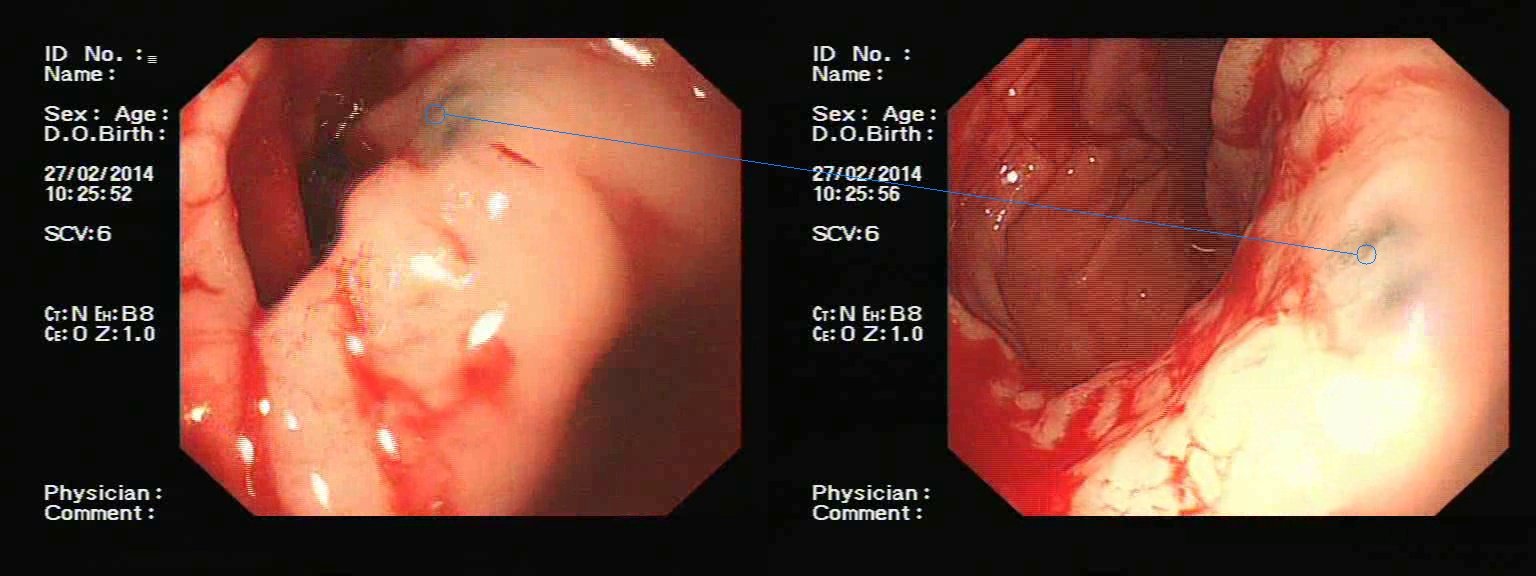 ID No. :
Name:
Sex: Age:
D.O.Birth:
27/02/2014
10:25:52
SCV:6
CT:N EH:B8
CE:0 Z:1.0
Physician:
Comment:
ID No. :
Name:
Sex: Age:
D.O.Birth:
27/02/2014
10:25:56
SCV:6
CT:N EH:B8
CE:0 Z:1.0
Physician:
Comment: